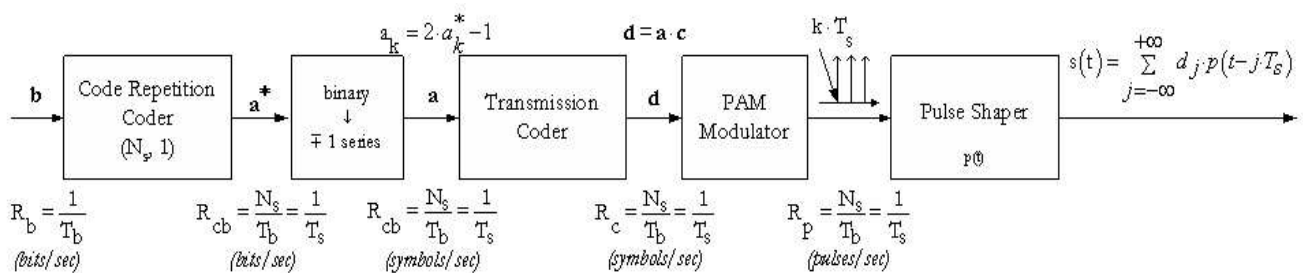 a_k = 2·a_k^* − 1
d = a·c
k·T_s
s(t) = \sum_{j=-∞}^{+∞} d_j·p(t−j·T_s)
b
Code Repetition
Coder
(N_s, 1)
a*
binary
↓
∓ 1 series
a
Transmission
Coder
d
PAM
Modulator
Pulse Shaper
p(t)
R_b = 1/T_b
(bits/sec)
R_cb = N_s/T_b = 1/T_s
(bits/sec)
R_cb = N_s/T_b = 1/T_s
(symbols/sec)
R_c = N_s/T_b = 1/T_s
(symbols/sec)
R_p = N_s/T_b = 1/T_s
(pulses/sec)